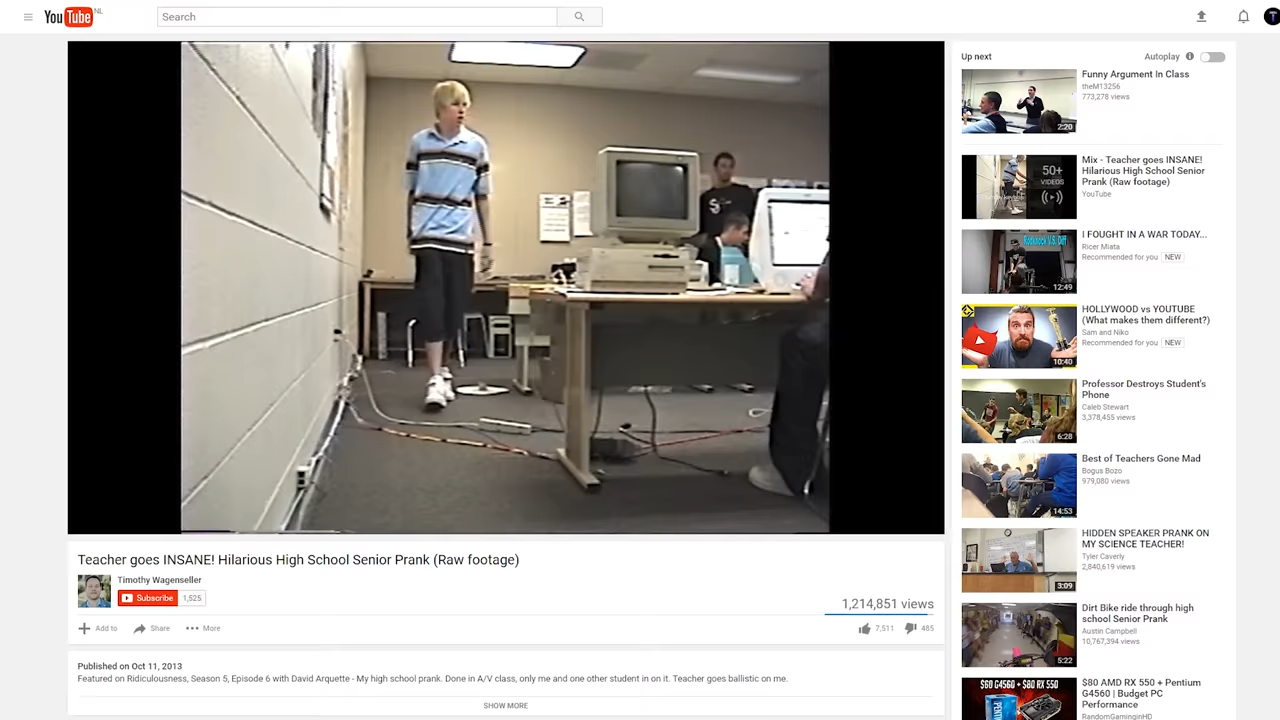 YouTube NL
Search
Up next
Autoplay
Funny Argument In Class
theM13256
773,278 views
2:20
Mix - Teacher goes INSANE!
Hilarious High School Senior
Prank (Raw footage)
YouTube
50+
VIDEOS
I FOUGHT IN A WAR TODAY...
Ricer Miata
Recommended for you NEW
12:49
HOLLYWOOD vs YOUTUBE
(What makes them different?)
Sam and Niko
Recommended for you NEW
10:40
Professor Destroys Student's
Phone
Caleb Stewart
3,378,455 views
6:28
Best of Teachers Gone Mad
Bogus Bozo
979,080 views
14:53
HIDDEN SPEAKER PRANK ON
MY SCIENCE TEACHER!
Tyler Caverly
2,840,619 views
3:09
Dirt Bike ride through high
school Senior Prank
Austin Campbell
10,767,394 views
5:22
$60 G4560 + $80 RX 550
$80 AMD RX 550 + Pentium
G4560 | Budget PC
Performance
RandomGaminginHD
Teacher goes INSANE! Hilarious High School Senior Prank (Raw footage)
Timothy Wagenseller
Subscribe 1,525
1,214,851 views
Add to Share More
7,511 485
Published on Oct 11, 2013
Featured on Ridiculousness, Season 5, Episode 6 with David Arquette - My high school prank. Done in A/V class, only me and one other student in on it. Teacher goes ballistic on me.
SHOW MORE